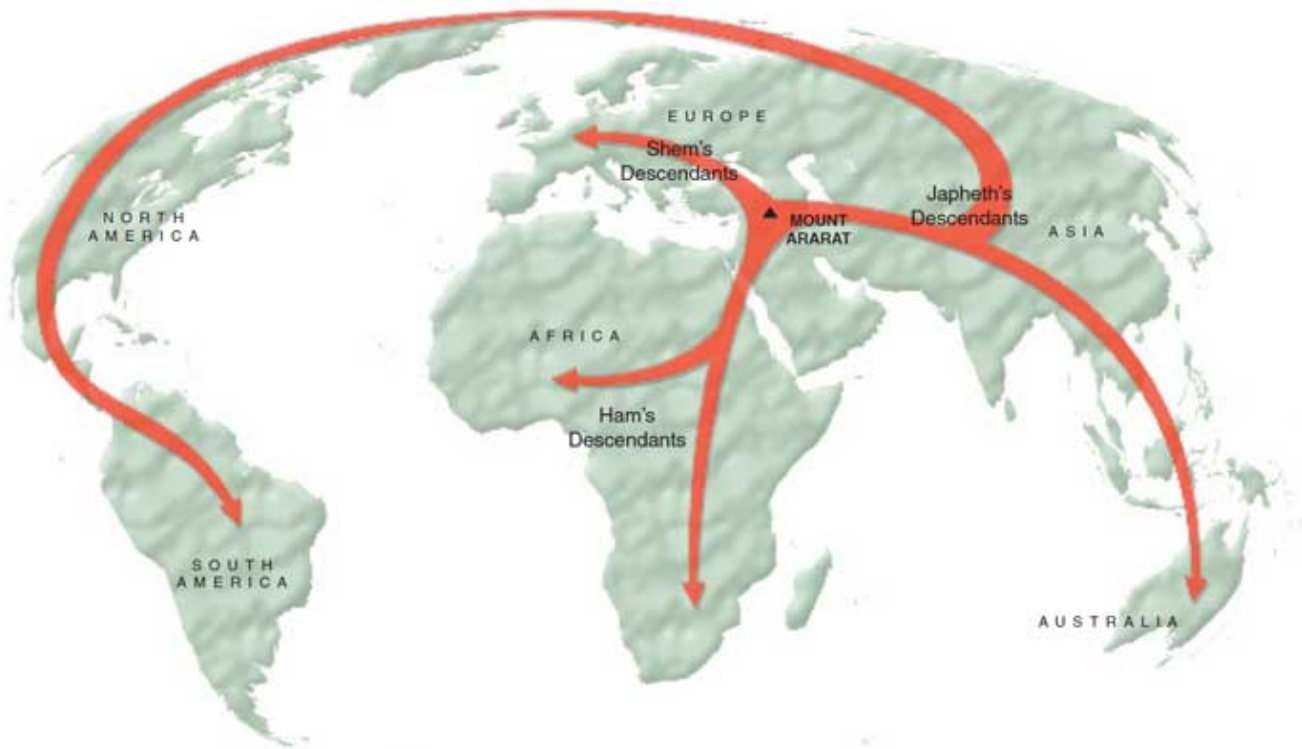 EUROPE
Shem's
Descendants
Japheth's
Descendants
NORTH
AMERICA
MOUNT
ARARAT
ASIA
AFRICA
Ham's
Descendants
SOUTH
AMERICA
AUSTRALIA